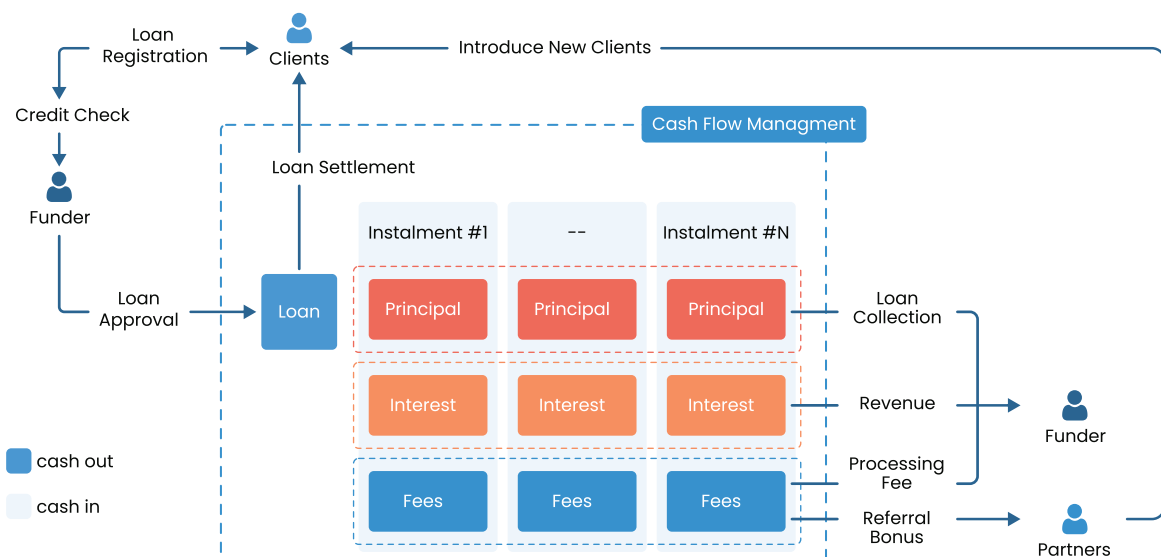 Loan
Registration
Clients
Introduce New Clients
Credit Check
Cash Flow Managment
Loan Settlement
Funder
Instalment #1
--
Instalment #N
Loan
Approval
Loan
Principal
Principal
Principal
Loan
Collection
Interest
Interest
Interest
Revenue
Funder
cash out
cash in
Fees
Fees
Fees
Processing
Fee
Referral
Bonus
Partners